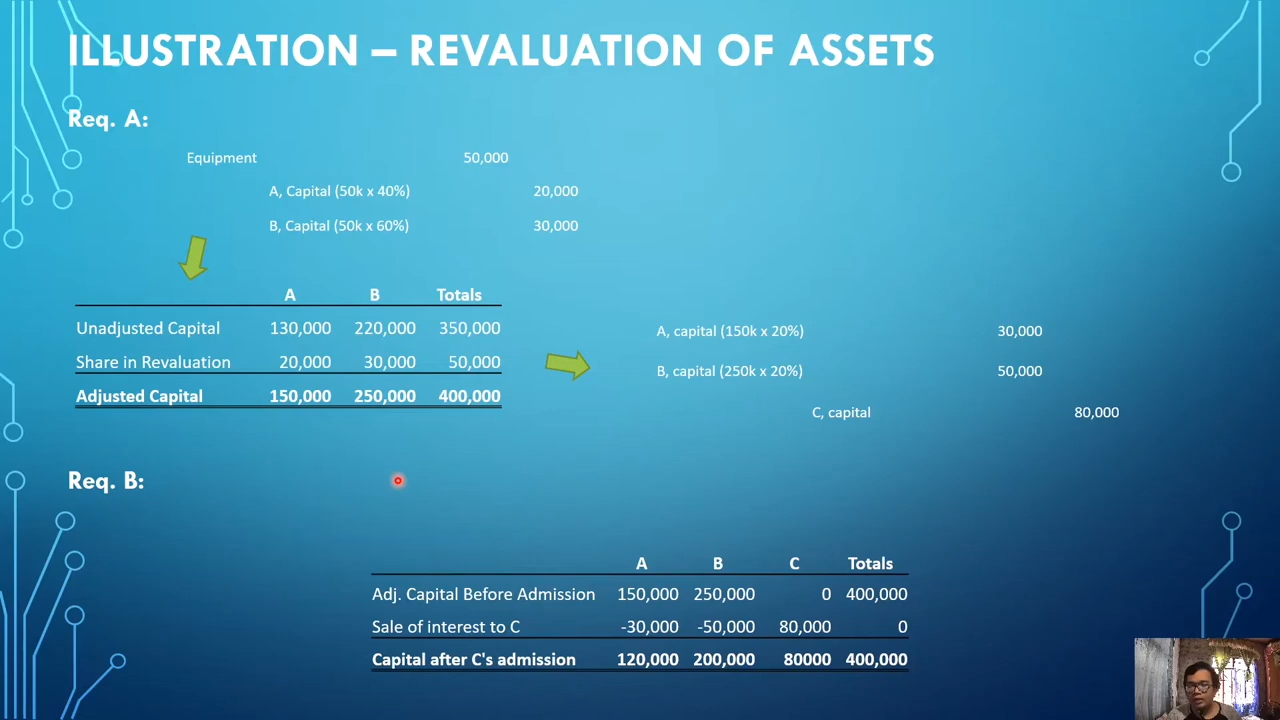 ILLUSTRATION – REVALUATION OF ASSETS
Req. A:
Equipment 50,000
A, Capital (50k x 40%) 20,000
B, Capital (50k x 60%) 30,000
A B Totals
Unadjusted Capital 130,000 220,000 350,000
Share in Revaluation 20,000 30,000 50,000
Adjusted Capital 150,000 250,000 400,000
A, capital (150k x 20%) 30,000
B, capital (250k x 20%) 50,000
C, capital 80,000
Req. B:
A B C Totals
Adj. Capital Before Admission 150,000 250,000 0 400,000
Sale of interest to C -30,000 -50,000 80,000 0
Capital after C's admission 120,000 200,000 80000 400,000